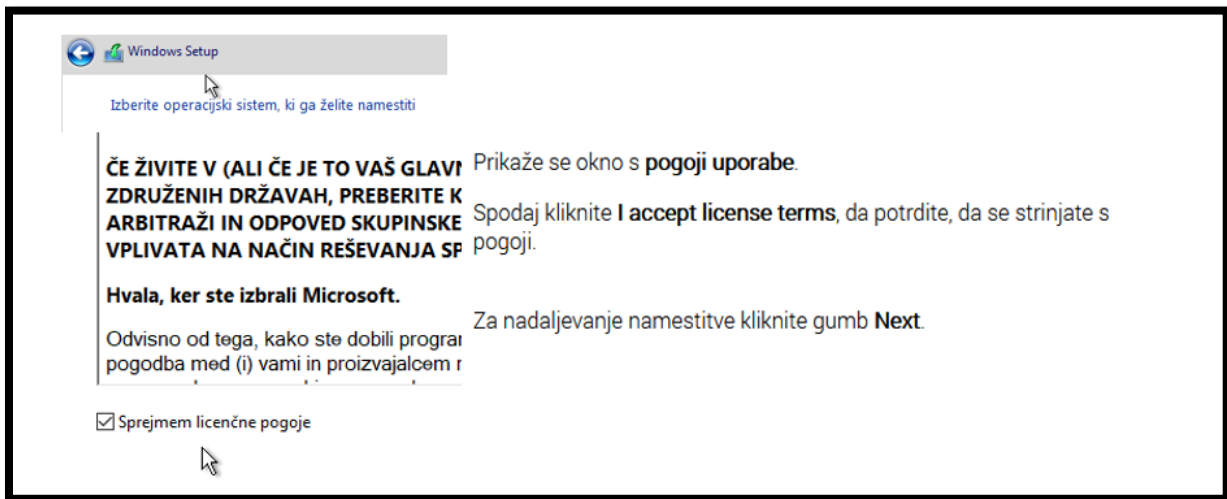 Windows Setup
Izberite operacijski sistem, ki ga želite namestiti
ČE ŽIVITE V (ALI ČE JE TO VAŠ GLAVN
ZDRUŽENIH DRŽAVAH, PREBERITE K
ARBITRAŽI IN ODPOVED SKUPINSKE
VPLIVATA NA NAČIN REŠEVANJA SP
Hvala, ker ste izbrali Microsoft.
Odvisno od tega, kako ste dobili program
pogodba med (i) vami in proizvajalcem r
Sprejmem licenčne pogoje
Prikaže se okno s pogoji uporabe.
Spodaj kliknite I accept license terms, da potrdite, da se strinjate s
pogoji.
Za nadaljevanje namestitve kliknite gumb Next.